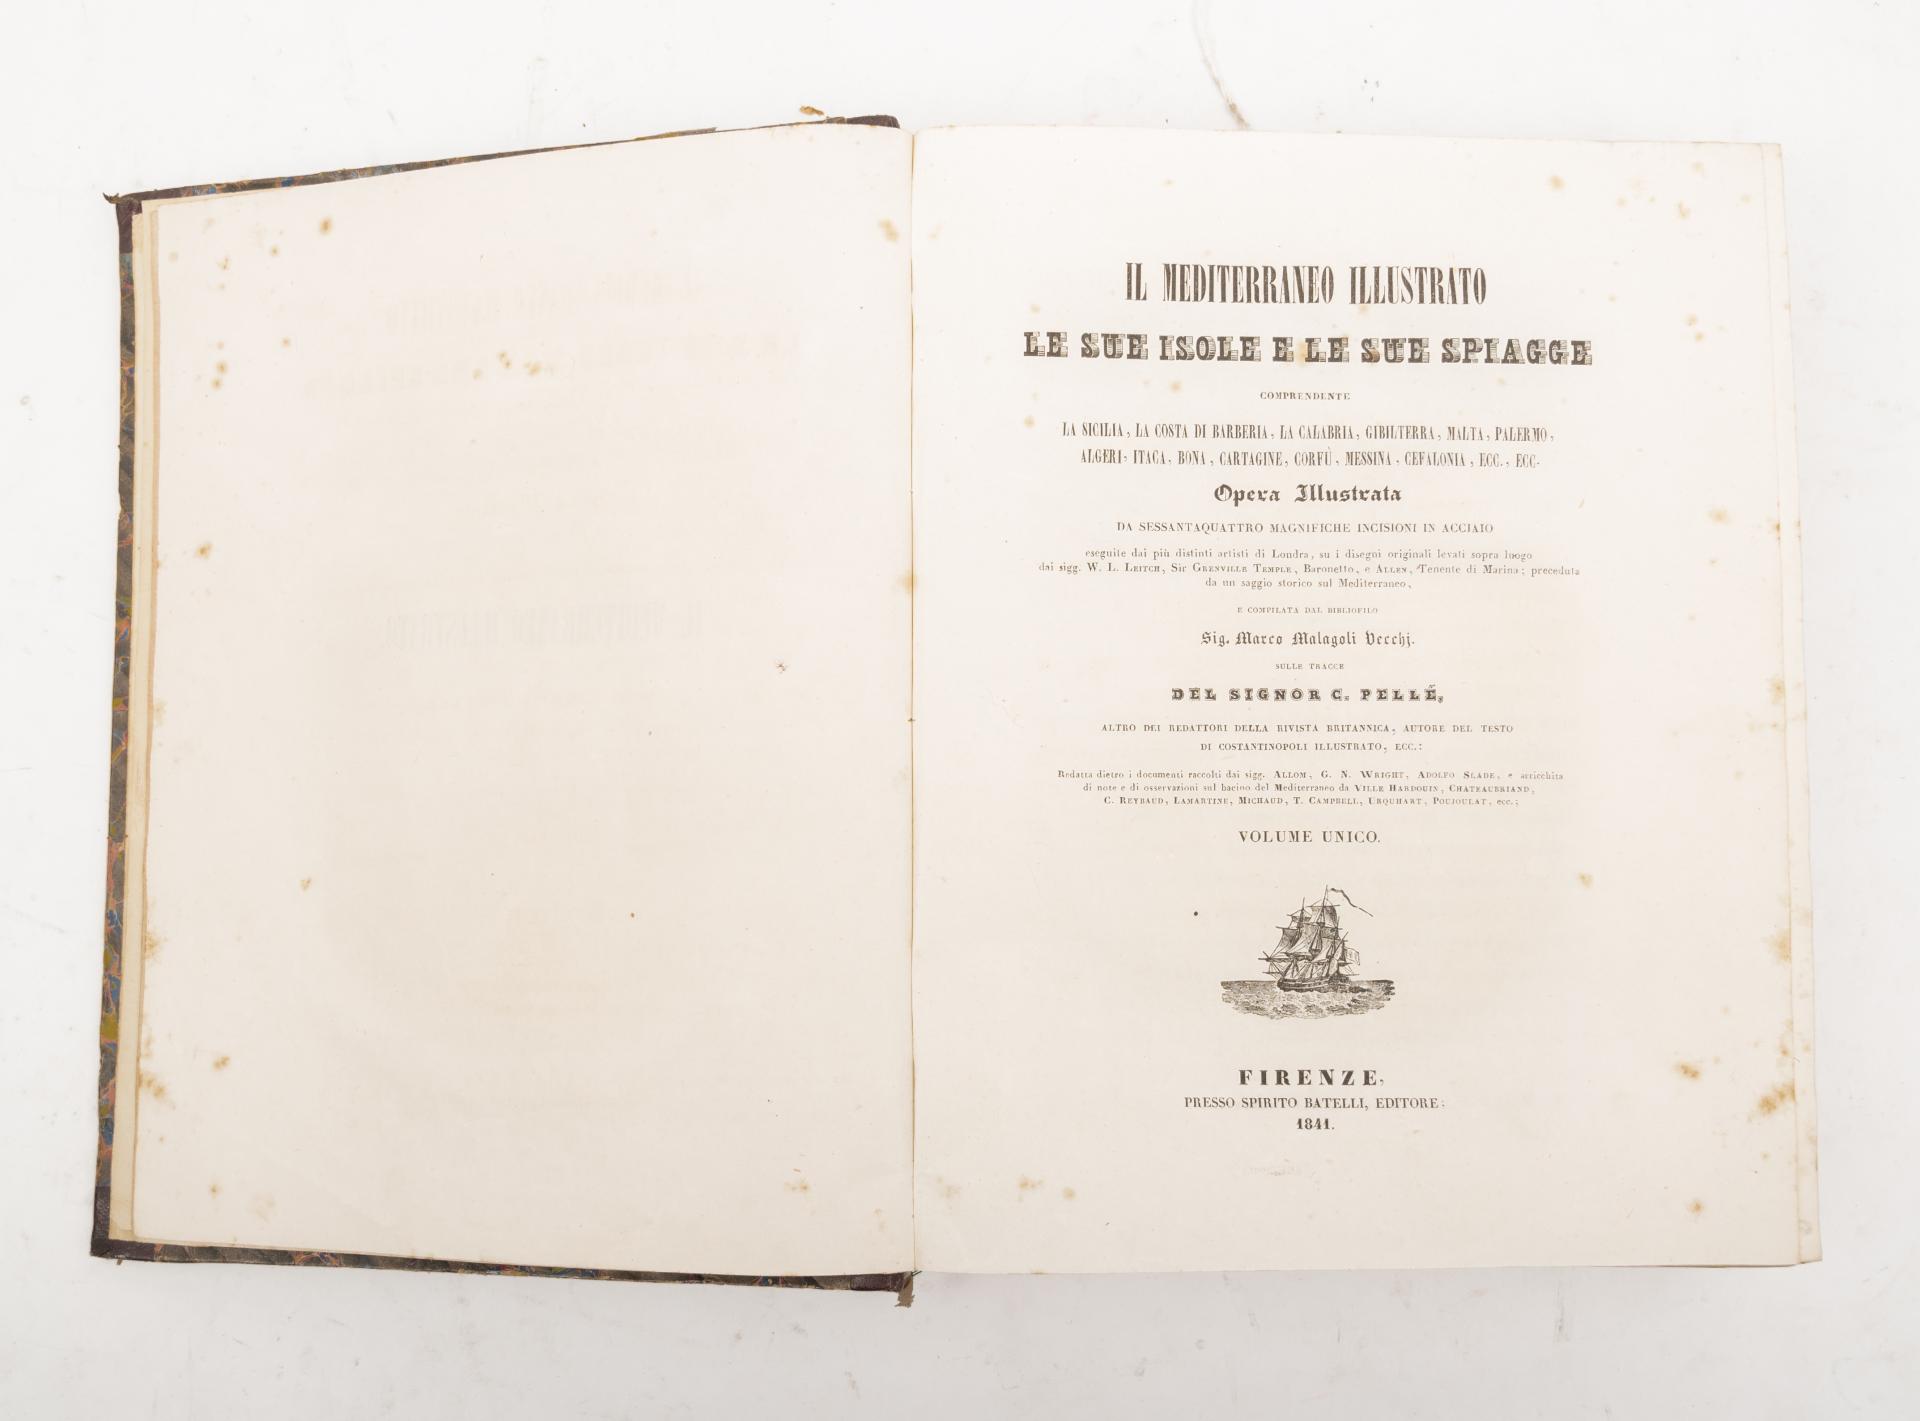 IL MEDITERRANEO ILLUSTRATO
LE SUE ISOLE E LE SUE SPIAGGE
COMPRENDENTE
LA SICILIA, LA COSTA DI BARBERIA, LA CALABRIA, GIBILTERRA, MALTA, PALERMO,
ALGERI, ITACA, BONA, CARTAGINE, CORFÙ, MESSINA, CEFALONIA, ECC., ECC.
Opera Illustrata
DA SESSANTAQUATTRO MAGNIFICHE INCISIONI IN ACCIAIO
eseguite dai più distinti artisti di Londra, su i disegni originali levati sopra luogo
dai sigg. W. L. LEITCH, Sir GRENVILLE TEMPLE, Baronetto, e ALLEN, Tenente di Marina; preceduta
da un saggio storico sul Mediterraneo,
E COMPILATA DAL BIBLIOFILO
Sig. Marco Malagoli Vecchj.
SULLE TRACCE
DEL SIGNOR C. PELLÉ,
ALTRO DEI REDATTORI DELLA RIVISTA BRITANNICA, AUTORE DEL TESTO
DI COSTANTINOPOLI ILLUSTRATO, ECC.:
Redatta dietro i documenti raccolti dai sigg. ALLOM, G. N. WRIGHT, ADOLFO SLADE, e arricchita
di note e di osservazioni sul bacino del Mediterraneo da VILLE HARDOUIN, CHATEAUBRIAND,
C. REYBAUD, LAMARTINE, MICHAUD, T. CAMPBELL, URQUHART, POUJOULAT, ecc.;
VOLUME UNICO.
FIRENZE,
PRESSO SPIRITO BATELLI, EDITORE:
1841.